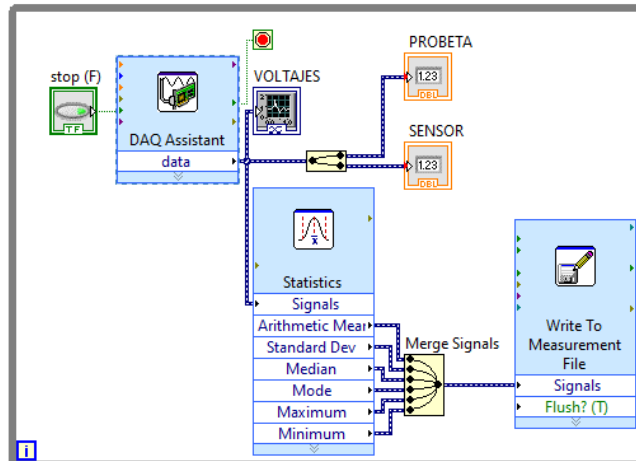 PROBETA
1.23
DBL
stop (F)
TF
VOLTAJES
DAQ Assistant
data
SENSOR
1.23
DBL
x
Statistics
Signals
Arithmetic Mean
Standard Dev
Median
Mode
Maximum
Minimum
Merge Signals
Write To
Measurement
File
Signals
Flush? (T)
i